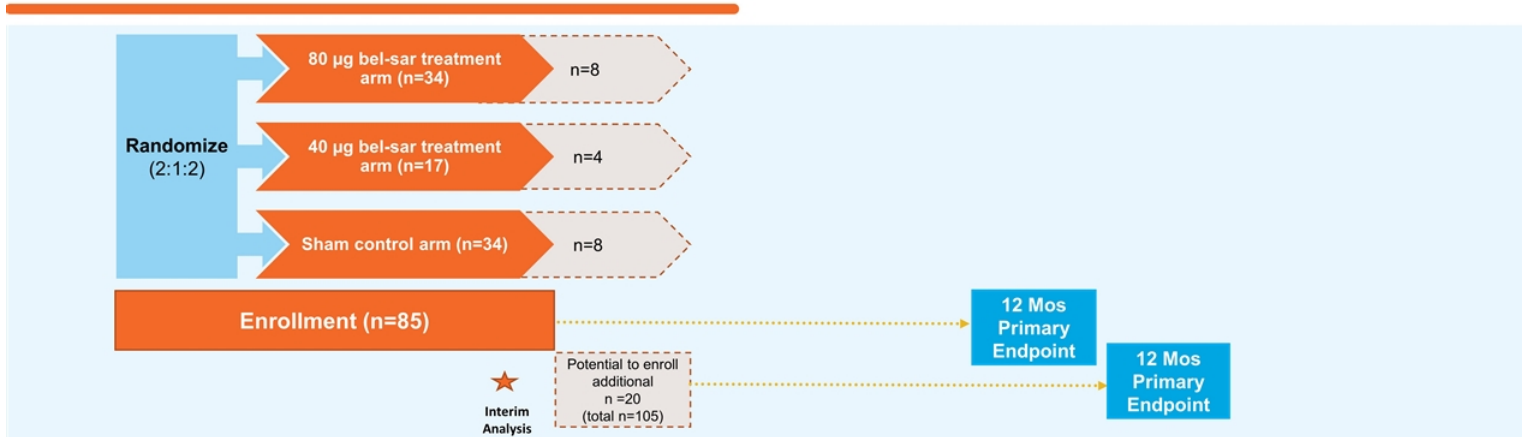 80 µg bel-sar treatment
arm (n=34)
n=8
Randomize
(2:1:2)
40 µg bel-sar treatment
arm (n=17)
n=4
Sham control arm (n=34)
n=8
Enrollment (n=85)
12 Mos
Primary
Endpoint
Potential to enroll
additional
n =20
(total n=105)
Interim
Analysis
12 Mos
Primary
Endpoint